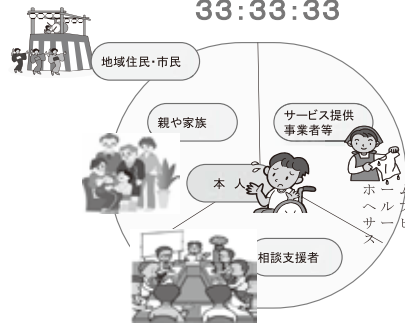 33:33:33
地域住民・市民
親や家族
サービス提供
事業者等
本 人
ホーム
ヘルプ
サービ
ス
相談支援者